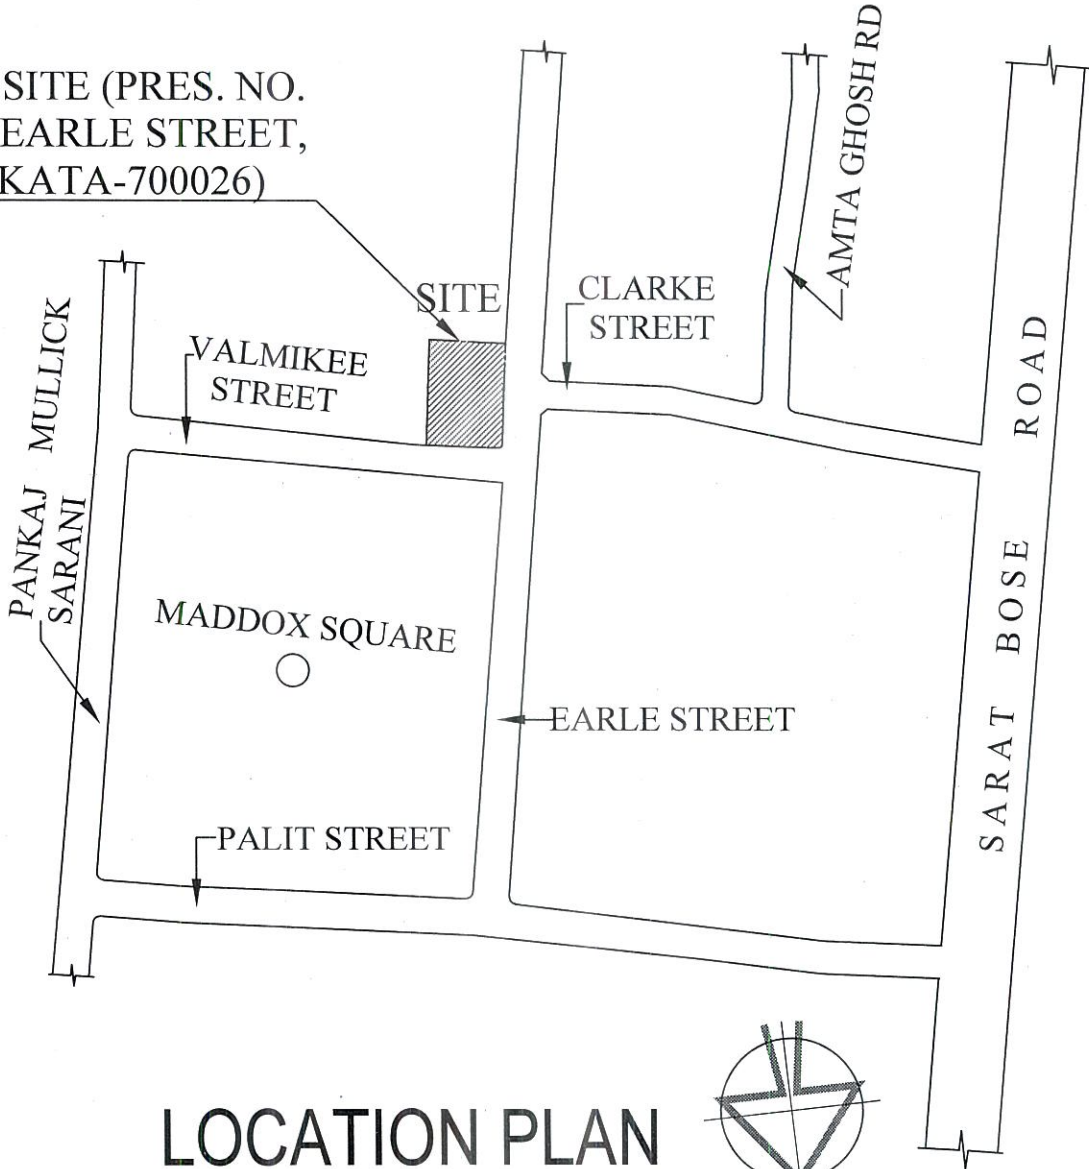 SITE (PRES. NO.
EARLE STREET,
KATA-700026)
AMTA GHOSH RD
SITE
CLARKE
STREET
VALMIKEE
STREET
PANKAJ MULLICK
SARANI
SARAT BOSE ROAD
MADDOX SQUARE
EARLE STREET
PALIT STREET
LOCATION PLAN